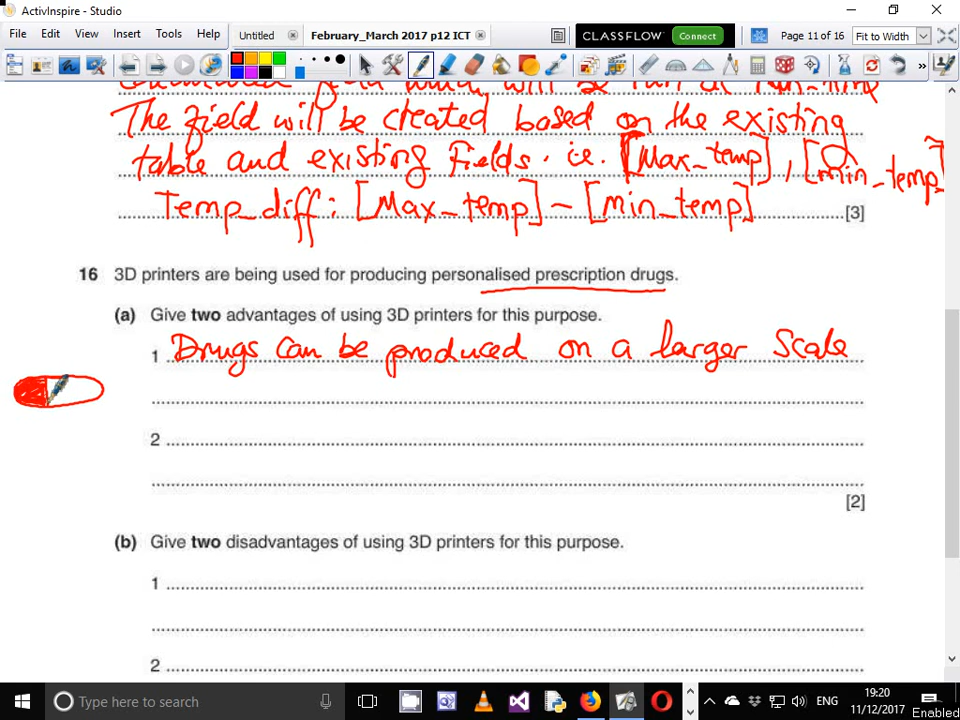 ActivInspire - Studio
File Edit View Insert Tools Help Untitled February_March 2017 p12 ICT CLASSFLOW Connect Page 11 of 16 Fit to Width
The field will be created based on the existing
table and existing Fields. i.e. [Max_temp], [min_temp]
Temp_diff: [Max_temp] - [min_temp]
[3]
16 3D printers are being used for producing personalised prescription drugs.
(a) Give two advantages of using 3D printers for this purpose.
1 Drugs can be produced on a larger Scale
2
[2]
(b) Give two disadvantages of using 3D printers for this purpose.
1
2
Type here to search ENG 19:20
11/12/2017
Enabled